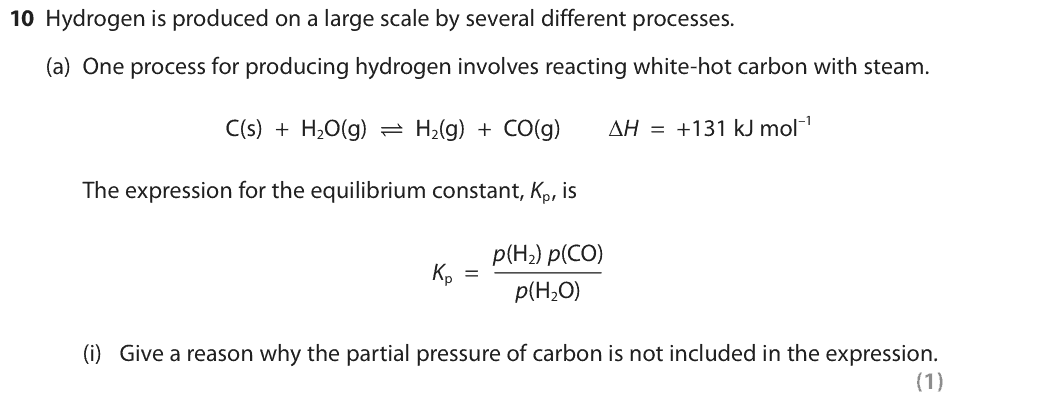 10 Hydrogen is produced on a large scale by several different processes.
(a) One process for producing hydrogen involves reacting white-hot carbon with steam.
C(s) + H₂O(g) ⇌ H₂(g) + CO(g) ΔH = +131 kJ mol⁻¹
The expression for the equilibrium constant, Kₚ, is
Kₚ = p(H₂) p(CO)
p(H₂O)
(i) Give a reason why the partial pressure of carbon is not included in the expression.
(1)